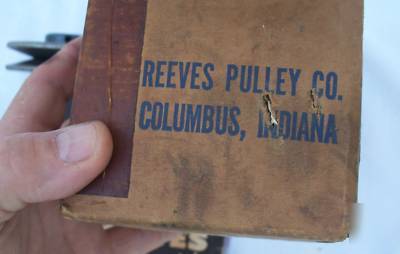 REEVES PULLEY CO.
COLUMBUS, INDIANA